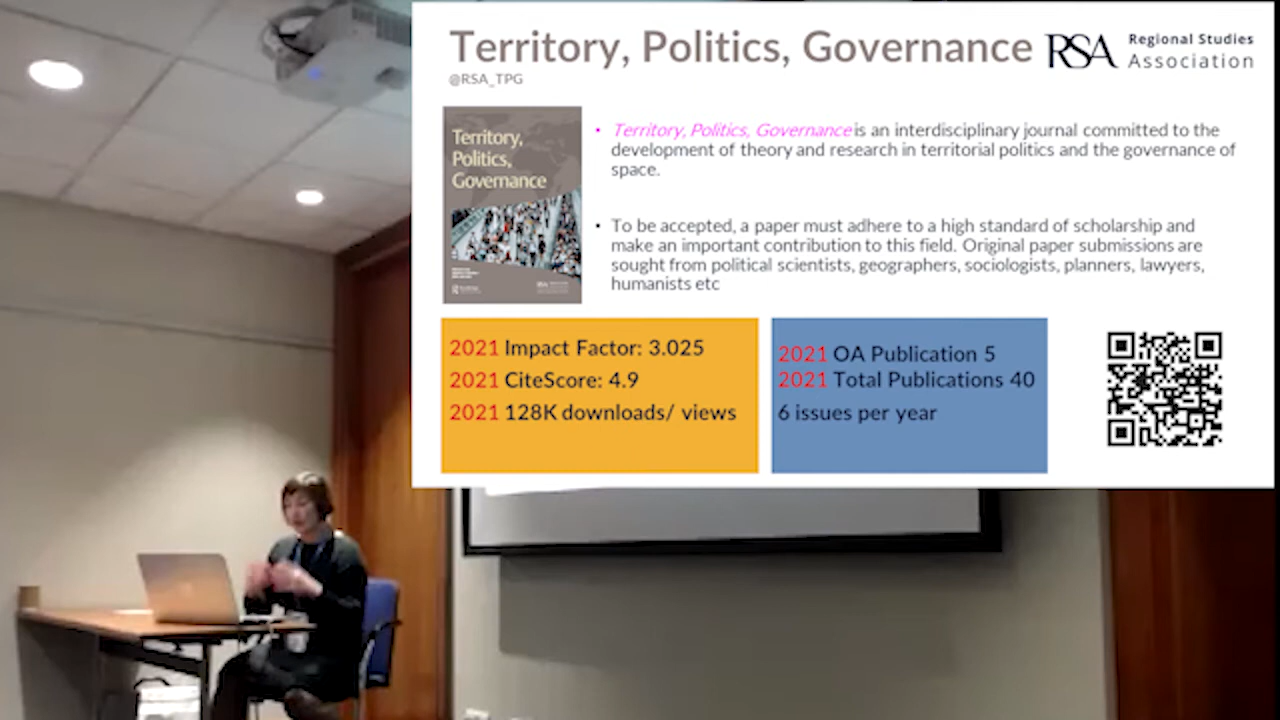 Territory, Politics, Governance
RSA
Regional Studies
Association
@RSA_TPG
Territory,
Politics,
Governance
• Territory, Politics, Governance is an interdisciplinary journal committed to the
development of theory and research in territorial politics and the governance of
space.
• To be accepted, a paper must adhere to a high standard of scholarship and
make an important contribution to this field. Original paper submissions are
sought from political scientists, geographers, sociologists, planners, lawyers,
humanists etc
2021 Impact Factor: 3.025
2021 CiteScore: 4.9
2021 128K downloads/ views
2021 OA Publication 5
2021 Total Publications 40
6 issues per year